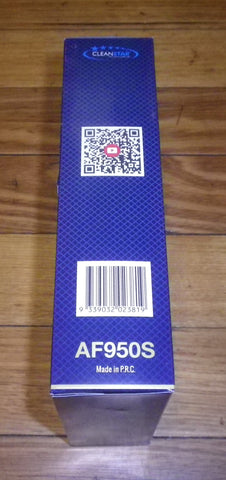 CLEANSTAR
9 339032 023819
AF950S
Made in P.R.C.